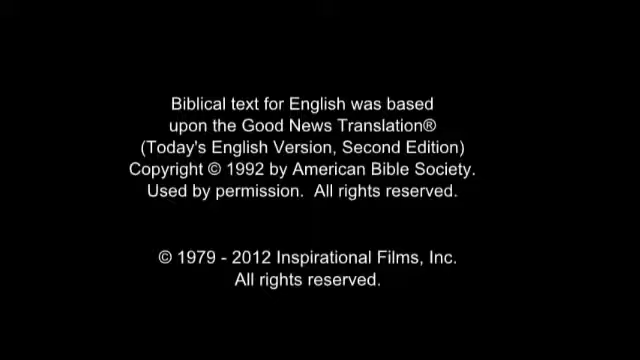 Biblical text for English was based
upon the Good News Translation®
(Today's English Version, Second Edition)
Copyright © 1992 by American Bible Society.
Used by permission.  All rights reserved.
© 1979 - 2012 Inspirational Films, Inc.
All rights reserved.